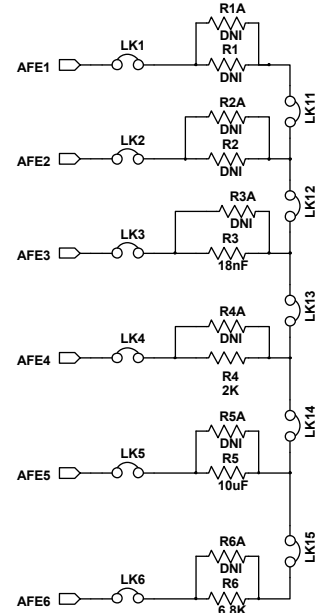 R1A
DNI
LK1
R1
AFE1
DNI
LK11
R2A
DNI
LK2
R2
AFE2
DNI
LK12
R3A
DNI
LK3
R3
AFE3
18nF
LK13
R4A
DNI
LK4
AFE4
R4
2K
LK14
R5A
DNI
LK5
R5
AFE5
10uF
LK15
R6A
DNI
LK6
R6
AFE6
6.8K